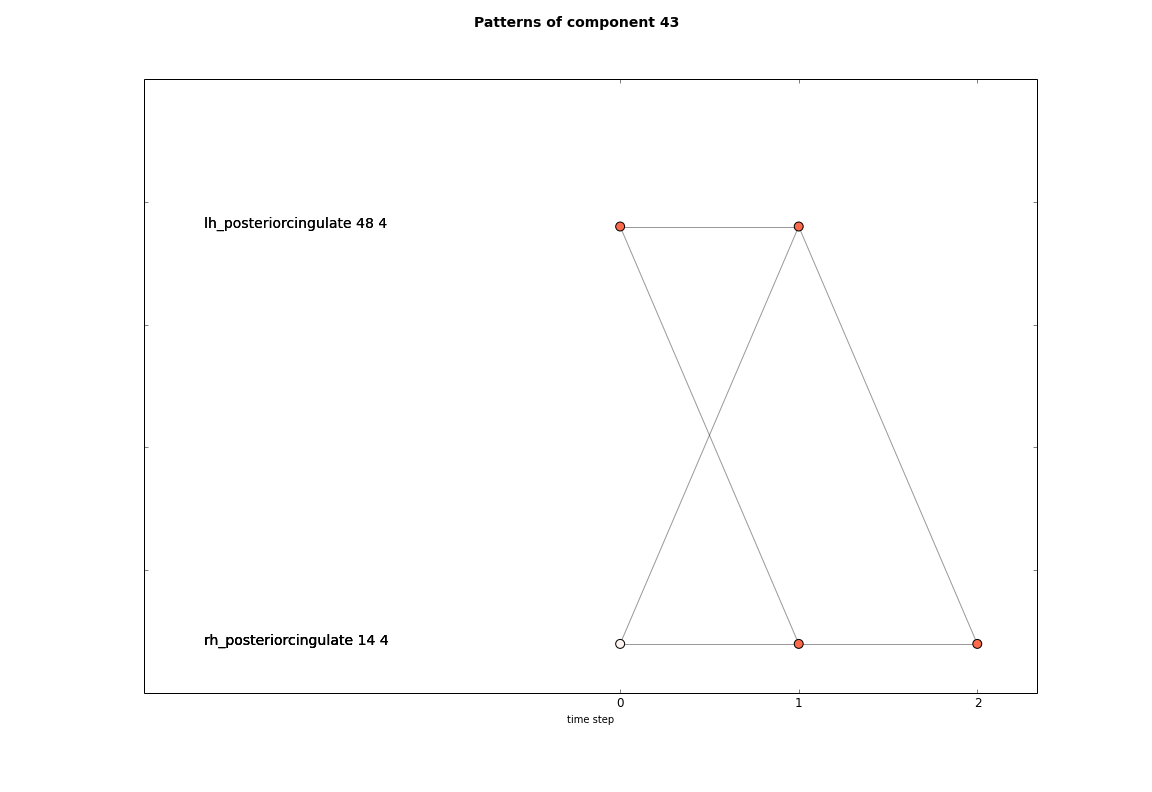 Patterns of component 43
lh_posteriorcingulate 48 4
rh_posteriorcingulate 14 4
0 1 2
time step